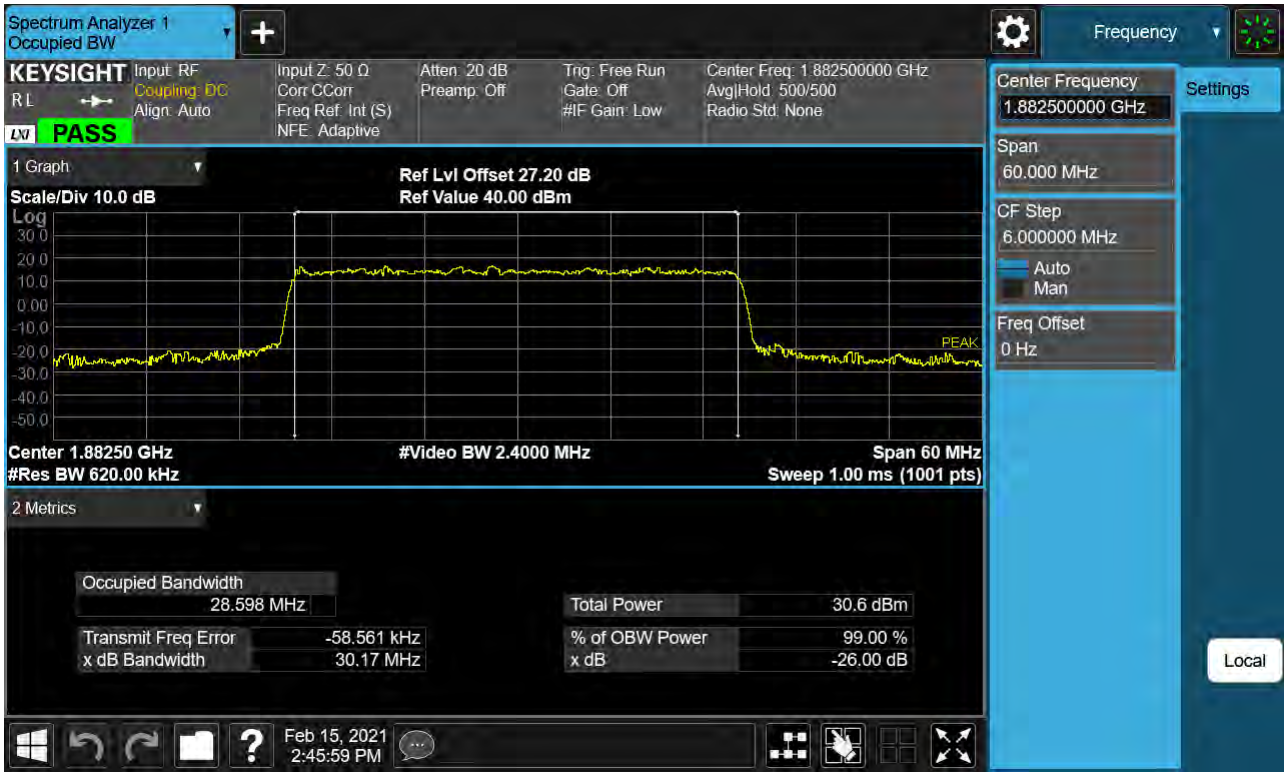 Spectrum Analyzer 1
Occupied BW
Frequency
KEYSIGHT
RL
LXI
PASS
Input: RF
Coupling: DC
Align: Auto
Input Z: 50 Ω
Corr CCorr
Freq Ref: Int (S)
NFE: Adaptive
Atten: 20 dB
Preamp: Off
Trig: Free Run
Gate: Off
#IF Gain: Low
Center Freq: 1.882500000 GHz
Avg|Hold: 500/500
Radio Std: None
Center Frequency
1.882500000 GHz
Settings
Span
60.000 MHz
CF Step
6.000000 MHz
Auto
Man
Freq Offset
0 Hz
Local
1 Graph
Scale/Div 10.0 dB
Ref Lvl Offset 27.20 dB
Ref Value 40.00 dBm
Log
30.0
20.0
10.0
0.00
-10.0
-20.0
-30.0
-40.0
-50.0
PEAK
Center 1.88250 GHz
#Video BW 2.4000 MHz
Span 60 MHz
#Res BW 620.00 kHz
Sweep 1.00 ms (1001 pts)
2 Metrics
Occupied Bandwidth
28.598 MHz
Total Power 30.6 dBm
Transmit Freq Error -58.561 kHz
% of OBW Power 99.00 %
x dB Bandwidth 30.17 MHz
x dB -26.00 dB
Feb 15, 2021
2:45:59 PM